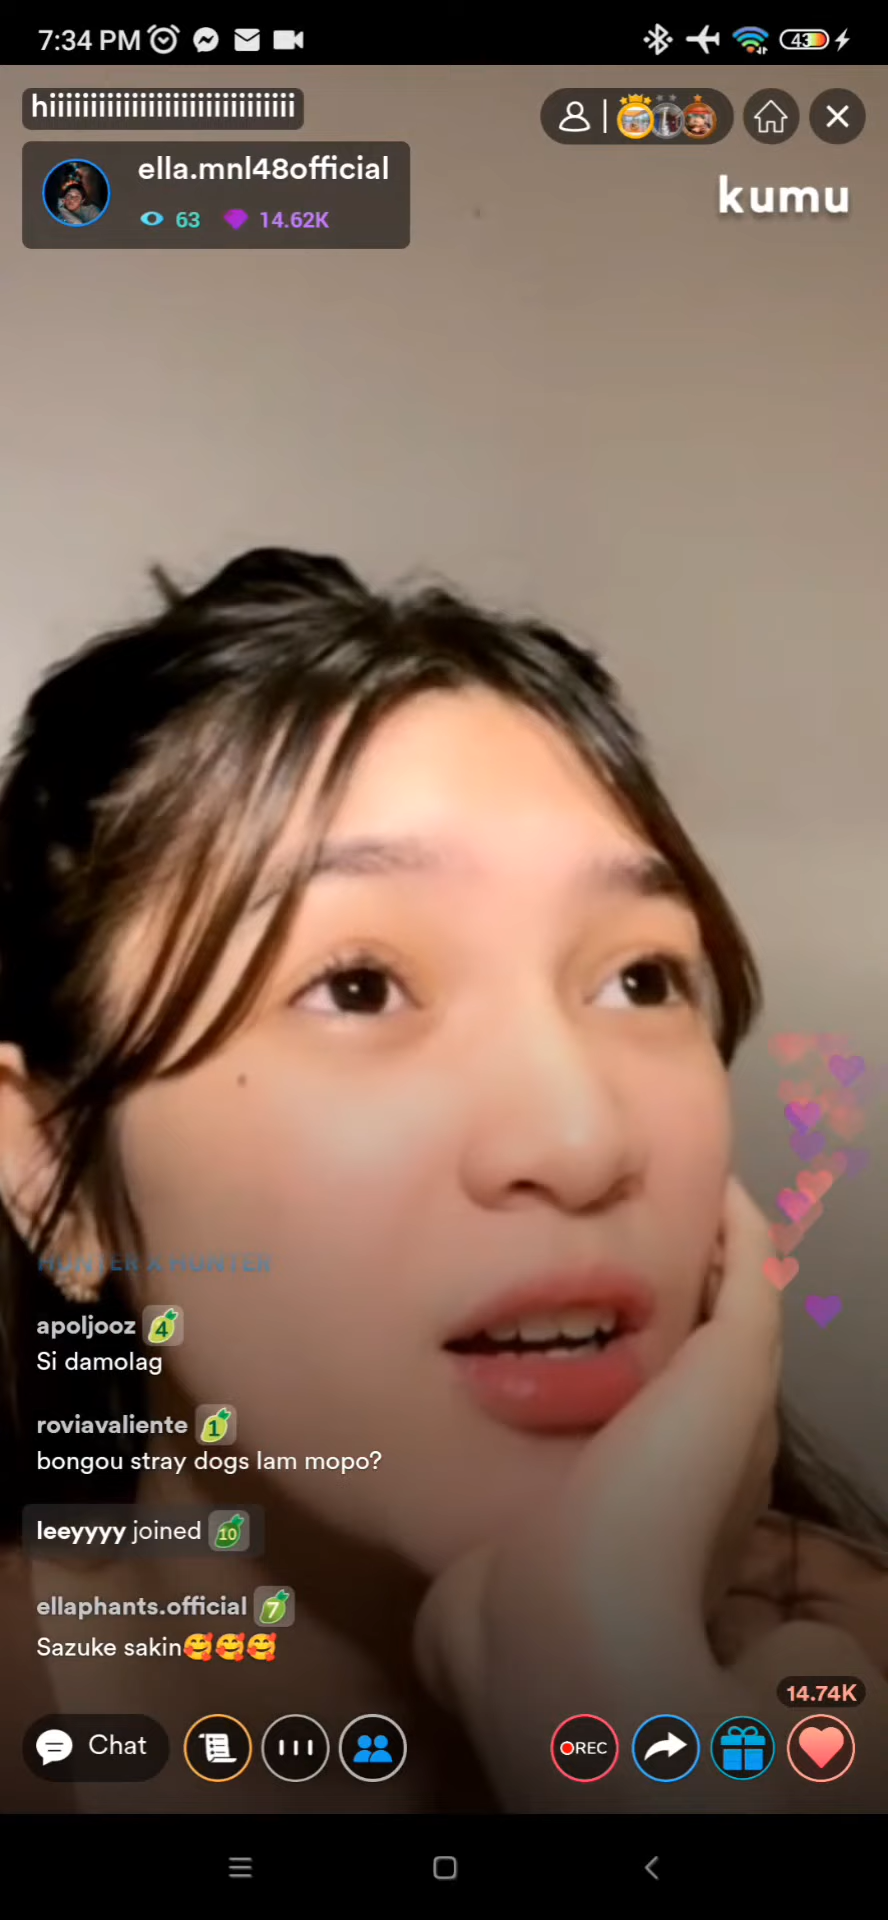 7:34 PM
43
hiiiiiiiiiiiiiiiiiiiiiiiiiiiiii
ella.mnl48official
63 14.62K
kumu
HUNTER X HUNTER
apoljooz 4
Si damolag
roviavaliente 1
bongou stray dogs lam mopo?
leeyyyy joined 10
ellaphants.official 7
Sazuke sakin🥰🥰🥰
14.74K
Chat
REC